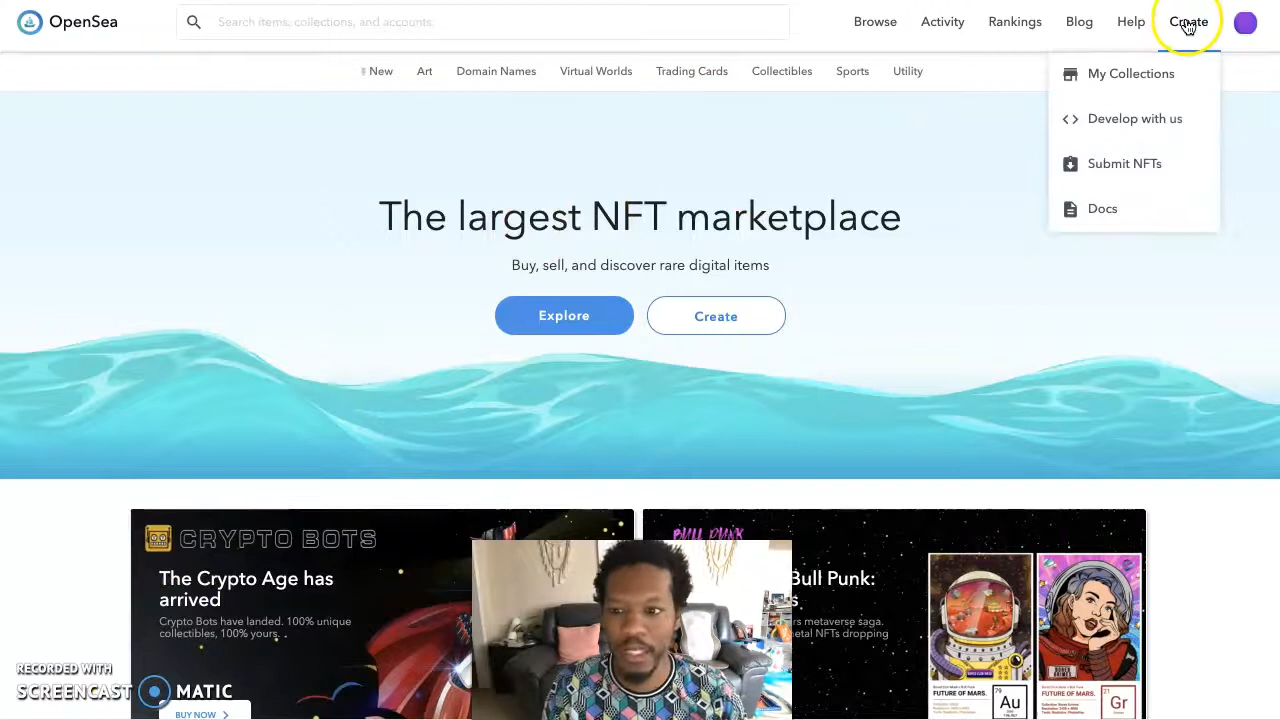 OpenSea
Search items, collections, and accounts
Browse Activity Rankings Blog Help Create
New Art Domain Names Virtual Worlds Trading Cards Collectibles Sports Utility
My Collections
Develop with us
Submit NFTs
Docs
The largest NFT marketplace
Buy, sell, and discover rare digital items
Explore Create
CRYPTO BOTS
The Crypto Age has
arrived
Crypto Bots have landed. 100% unique
collectibles, 100% yours.
BUY NOW
BULL PUNK
Bull Punk:
metaverse saga.
NFTs dropping
FUTURE OF MARS.
79
Au
FUTURE OF MARS.
21
Gr
RECORDED WITH
SCREENCAST MATIC